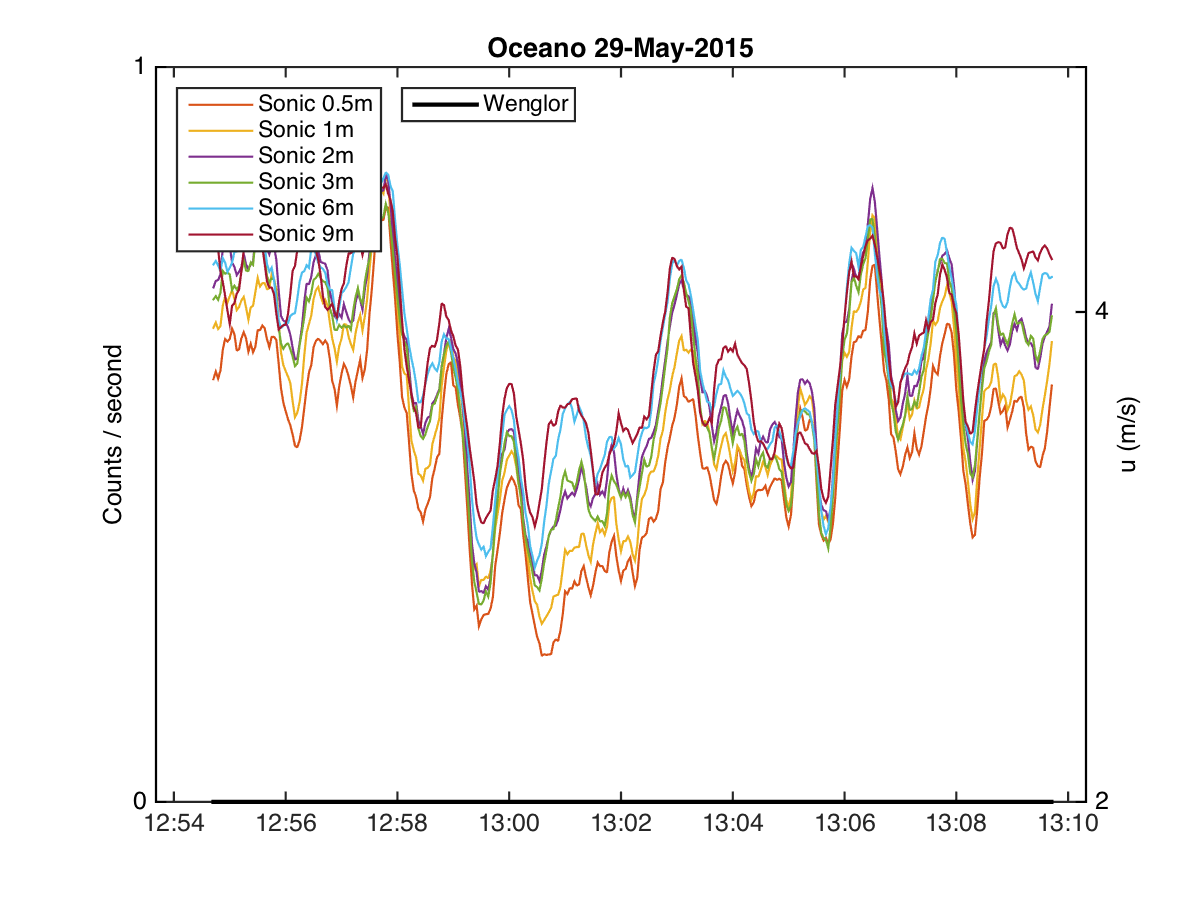 Oceano 29-May-2015
1
Sonic 0.5m
Sonic 1m
Sonic 2m
Sonic 3m
Sonic 6m
Sonic 9m
Wenglor
Counts / second
4
u (m/s)
0
2
12:54 12:56 12:58 13:00 13:02 13:04 13:06 13:08 13:10